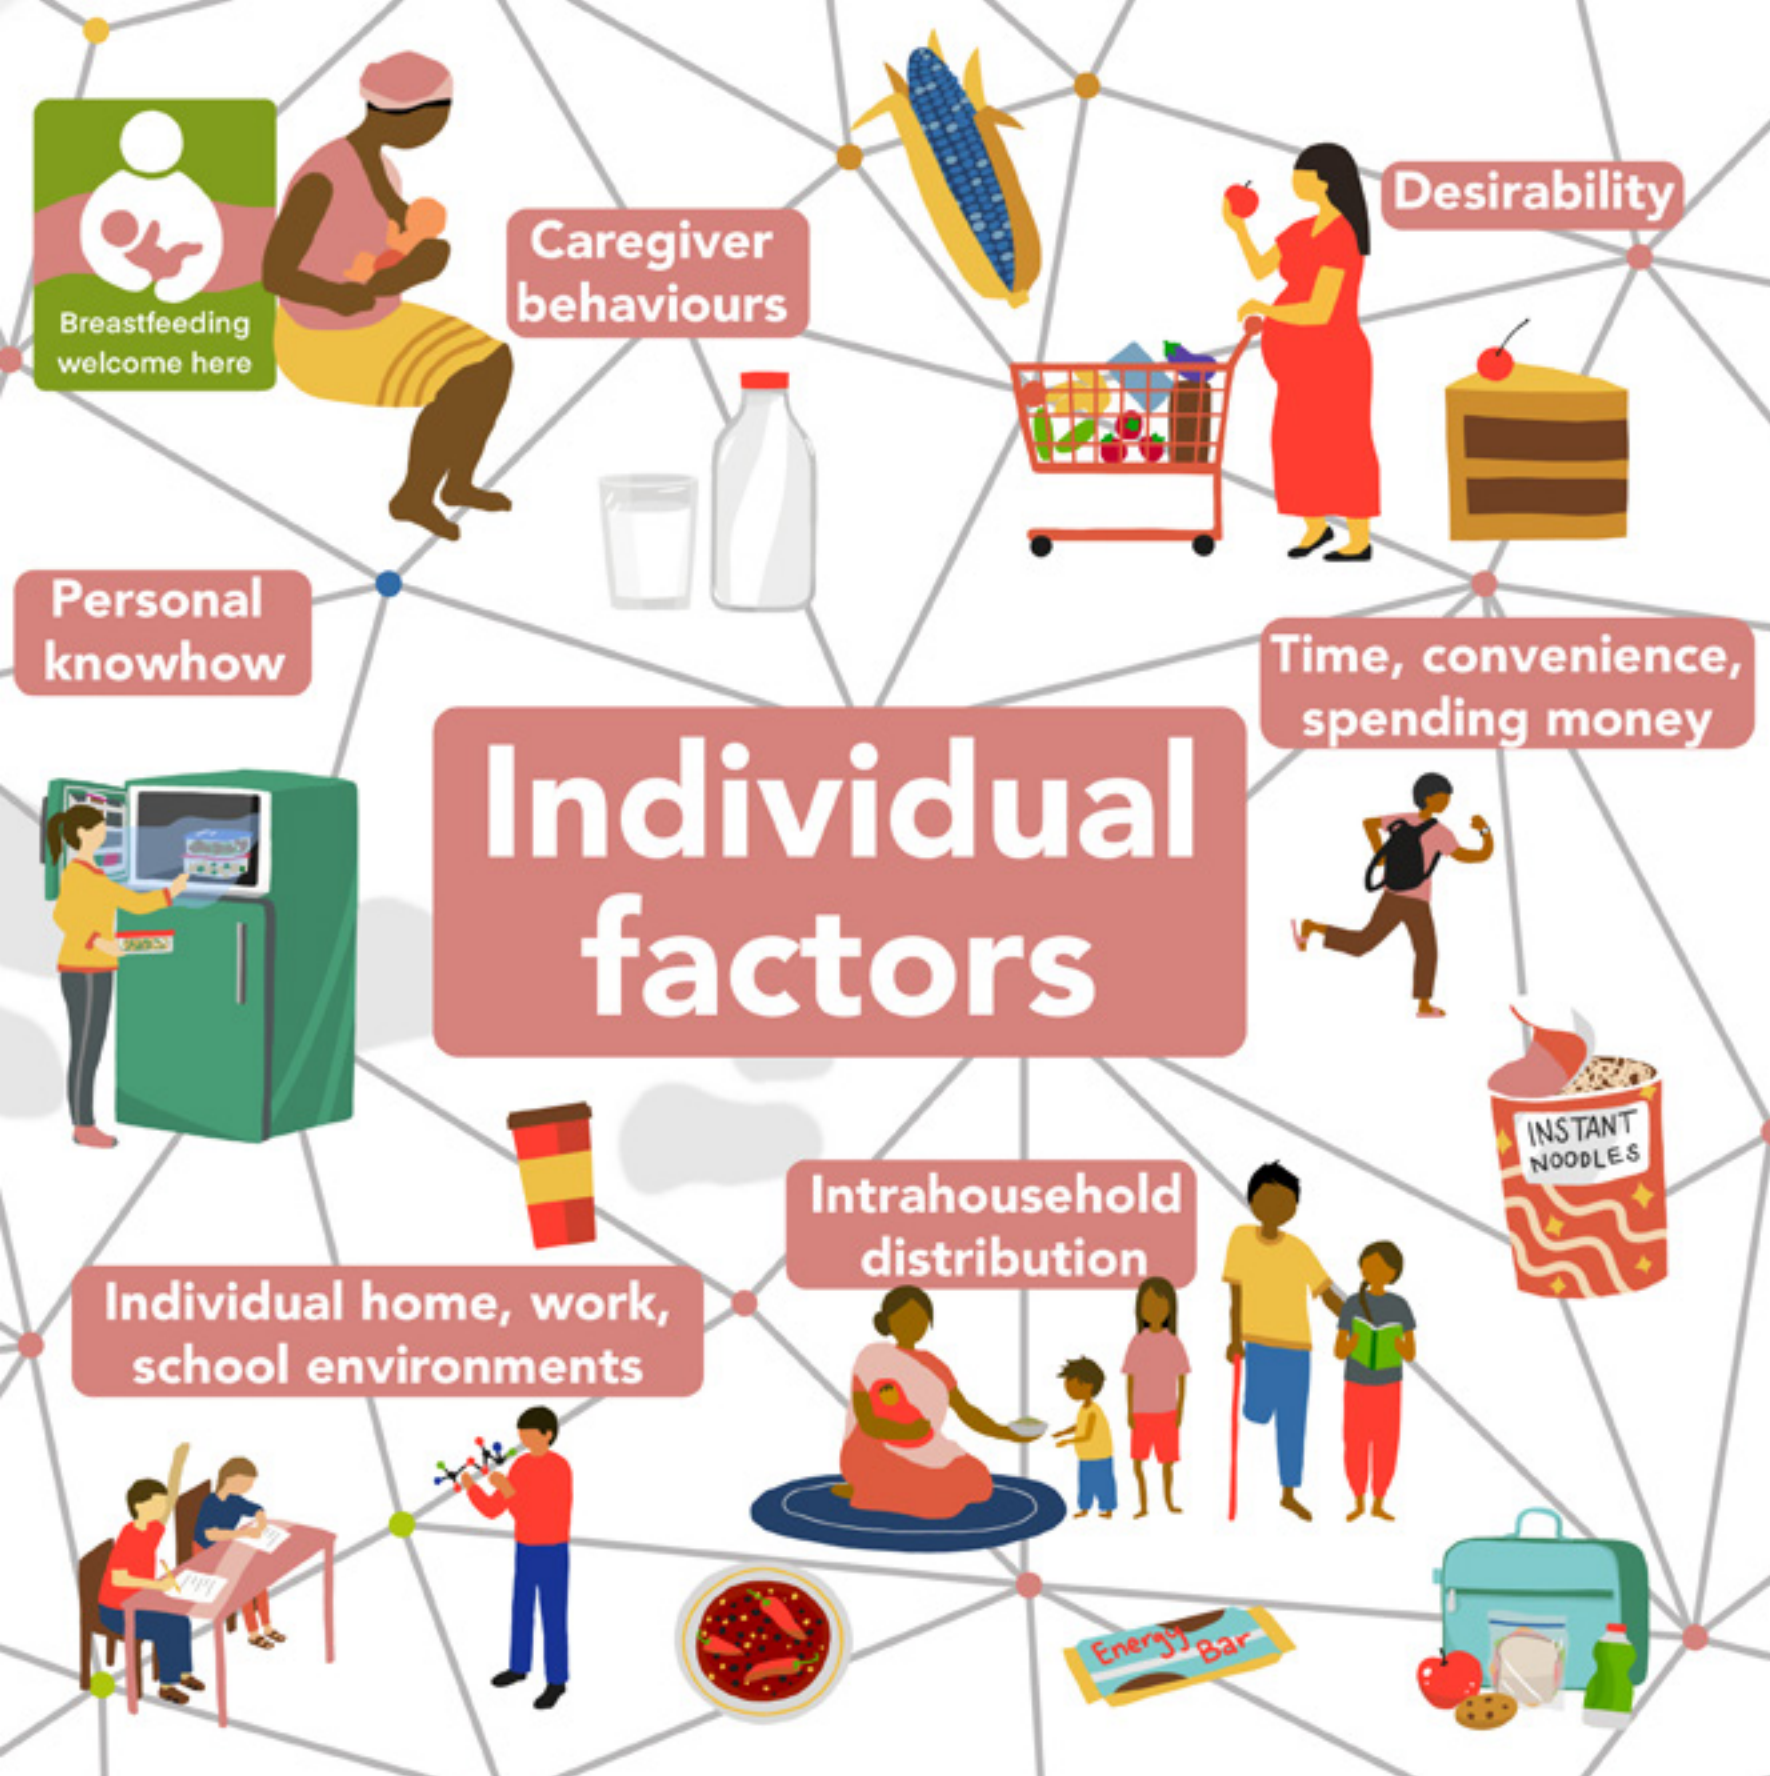 Breastfeeding
welcome here
Caregiver
behaviours
Desirability
Personal
knowhow
Time, convenience,
spending money
Individual
factors
INSTANT
NOODLES
Intrahousehold
distribution
Individual home, work,
school environments
Energy
Bar